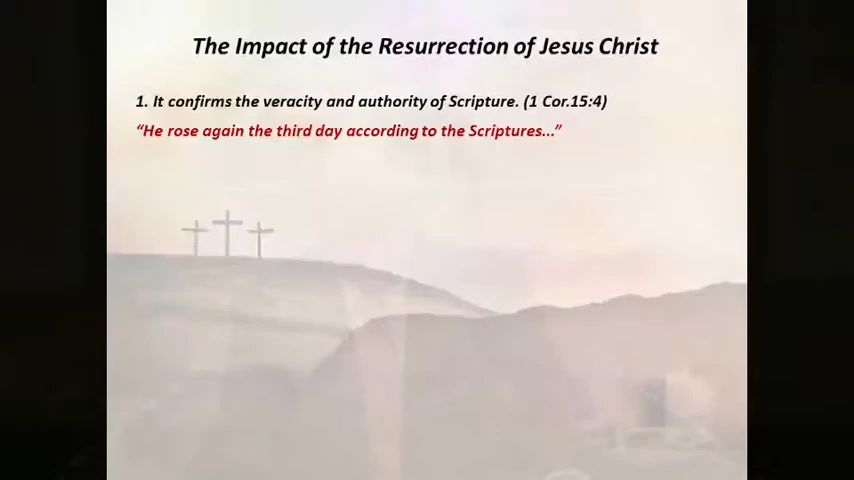 The Impact of the Resurrection of Jesus Christ
1. It confirms the veracity and authority of Scripture. (1 Cor.15:4)
“He rose again the third day according to the Scriptures...”